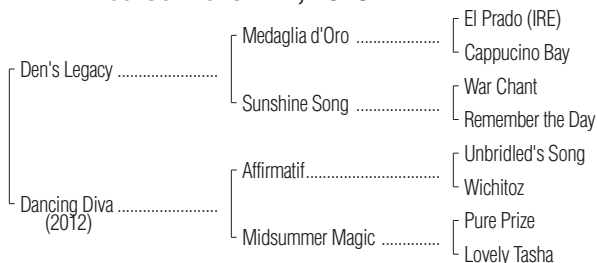 El Prado (IRE)
Medaglia d'Oro ....................
Cappucino Bay
Den's Legacy ........................
War Chant
Sunshine Song ....................
Remember the Day
Unbridled's Song
Affirmatif................................
Wichitoz
Dancing Diva ........................
(2012)
Pure Prize
Midsummer Magic ..............
Lovely Tasha